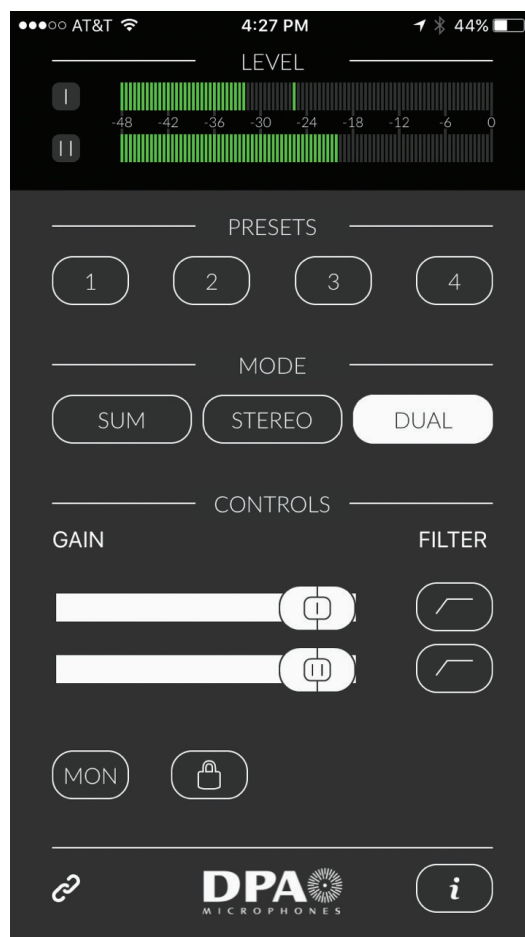 AT&T 4:27 PM 44%
LEVEL
I
-48 -42 -36 -30 -24 -18 -12 -6 0
II
PRESETS
1 2 3 4
MODE
SUM STEREO DUAL
CONTROLS
GAIN FILTER
I
II
MON
DPA i
MICROPHONES